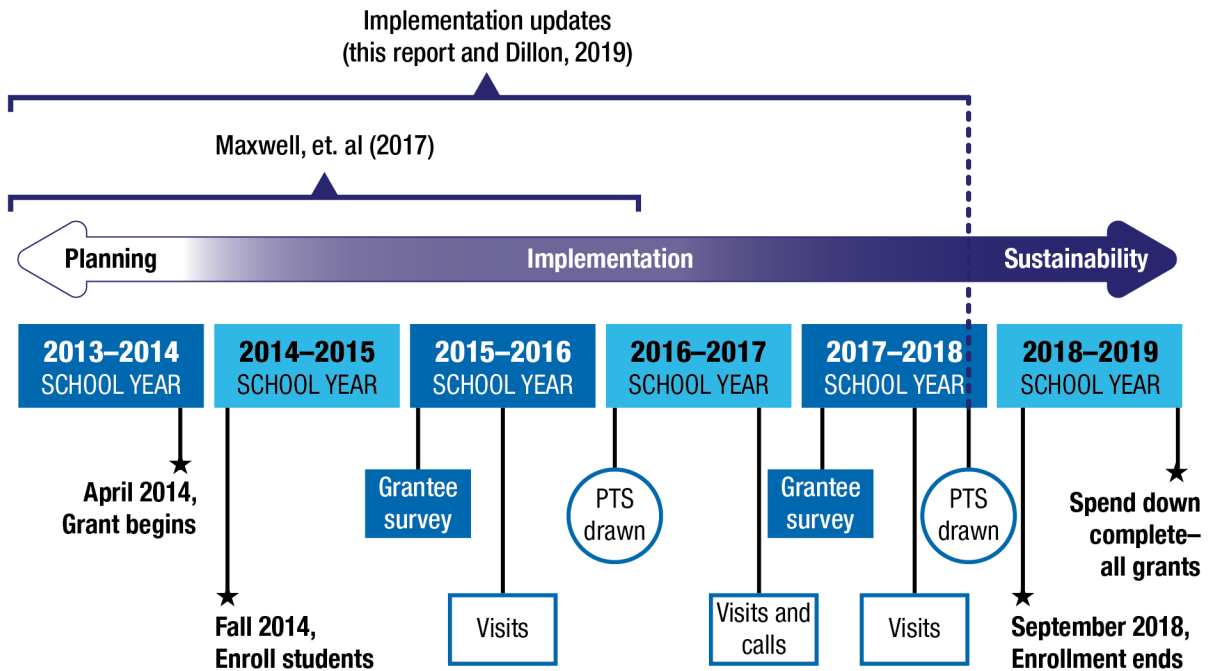 Implementation updates
(this report and Dillon, 2019)
Maxwell, et. al (2017)
Planning
Implementation
Sustainability
2013–2014
SCHOOL YEAR
2014–2015
SCHOOL YEAR
2015–2016
SCHOOL YEAR
2016–2017
SCHOOL YEAR
2017–2018
SCHOOL YEAR
2018–2019
SCHOOL YEAR
April 2014,
Grant begins
Fall 2014,
Enroll students
Grantee
survey
Visits
PTS
drawn
Visits and
calls
Grantee
survey
Visits
PTS
drawn
September 2018,
Enrollment ends
Spend down
complete–
all grants